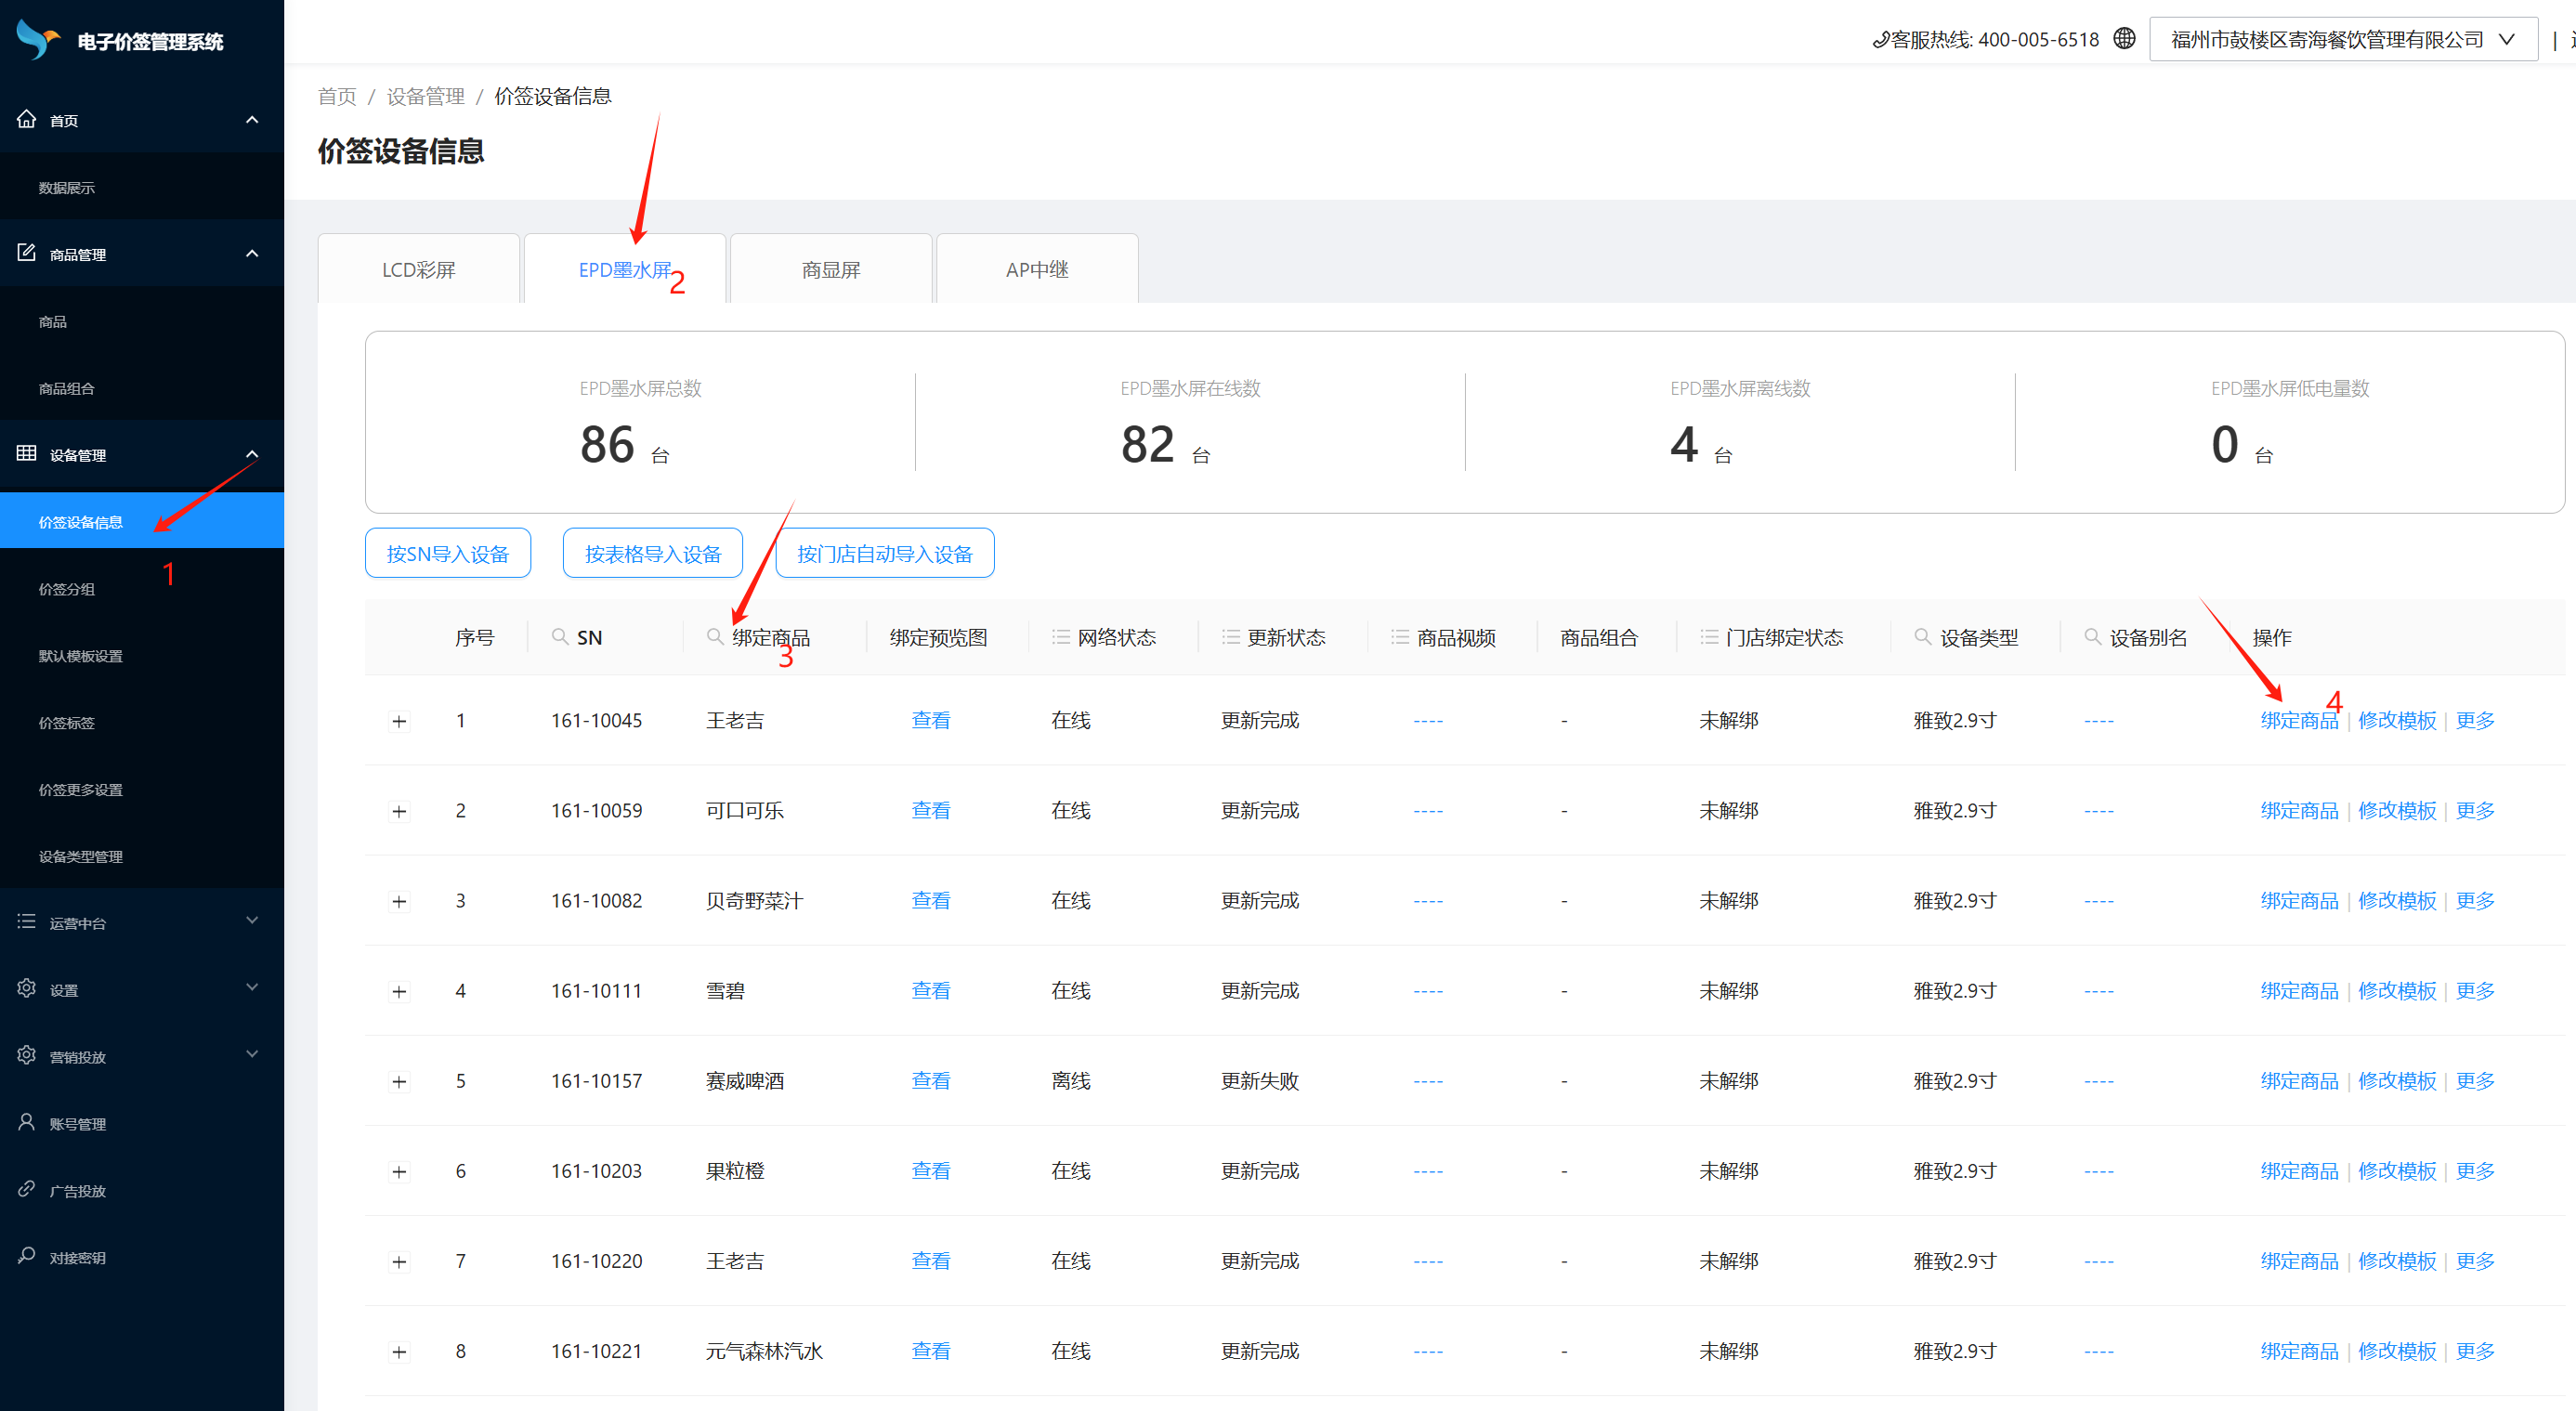 电子价签管理系统
客服热线: 400-005-6518
福州市鼓楼区寄海餐饮管理有限公司
|
首页
数据展示
商品管理
商品
商品组合
设备管理
价签设备信息
1
价签分组
默认模板设置
价签标签
价签更多设置
设备类型管理
运营中台
设置
营销投放
账号管理
广告投放
对接密钥
首页 / 设备管理 / 价签设备信息
价签设备信息
LCD彩屏 EPD墨水屏 2 商显屏 AP中继
EPD墨水屏总数 EPD墨水屏在线数 EPD墨水屏离线数 EPD墨水屏低电量数
86 台 82 台 4 台 0 台
按SN导入设备 按表格导入设备 按门店自动导入设备
序号 SN 绑定商品 绑定预览图 网络状态 更新状态 商品视频 商品组合 门店绑定状态 设备类型 设备别名 操作
3
4
1 161-10045 王老吉 查看 在线 更新完成 ---- - 未解绑 雅致2.9寸 ---- 绑定商品 | 修改模板 | 更多
2 161-10059 可口可乐 查看 在线 更新完成 ---- - 未解绑 雅致2.9寸 ---- 绑定商品 | 修改模板 | 更多
3 161-10082 贝奇野菜汁 查看 在线 更新完成 ---- - 未解绑 雅致2.9寸 ---- 绑定商品 | 修改模板 | 更多
4 161-10111 雪碧 查看 在线 更新完成 ---- - 未解绑 雅致2.9寸 ---- 绑定商品 | 修改模板 | 更多
5 161-10157 赛威啤酒 查看 离线 更新失败 ---- - 未解绑 雅致2.9寸 ---- 绑定商品 | 修改模板 | 更多
6 161-10203 果粒橙 查看 在线 更新完成 ---- - 未解绑 雅致2.9寸 ---- 绑定商品 | 修改模板 | 更多
7 161-10220 王老吉 查看 在线 更新完成 ---- - 未解绑 雅致2.9寸 ---- 绑定商品 | 修改模板 | 更多
8 161-10221 元气森林汽水 查看 在线 更新完成 ---- - 未解绑 雅致2.9寸 ---- 绑定商品 | 修改模板 | 更多